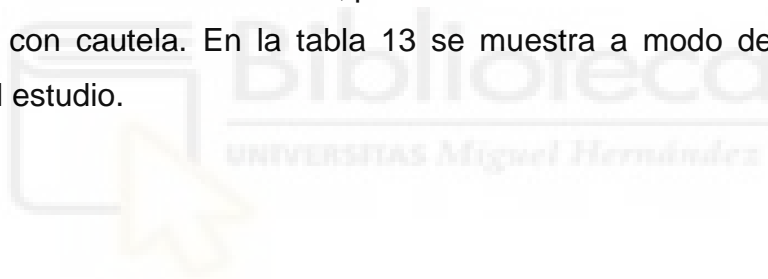 con cautela. En la tabla 13 se muestra a modo de
estudio.
Biblioteca
UNIVERSITAS Miguel Hernández